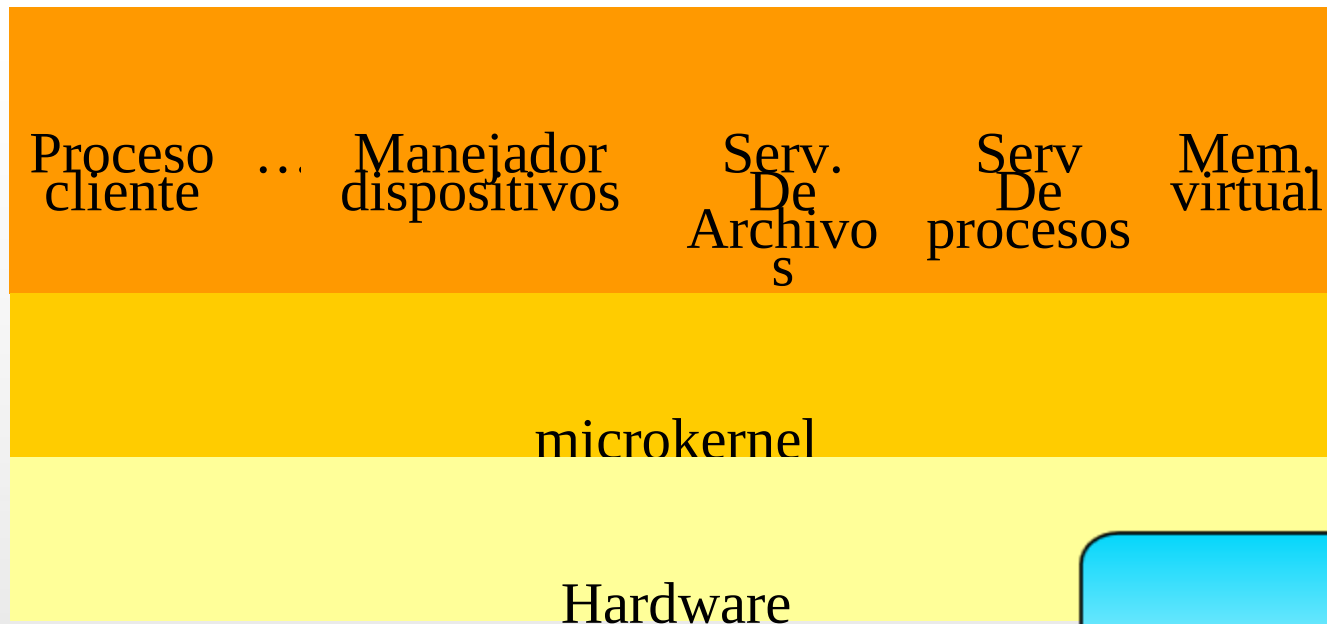 Proceso
cliente
…
Manejador
dispositivos
Serv.
De
Archivo
s
Serv
De
procesos
Mem.
virtual
microkernel
Hardware